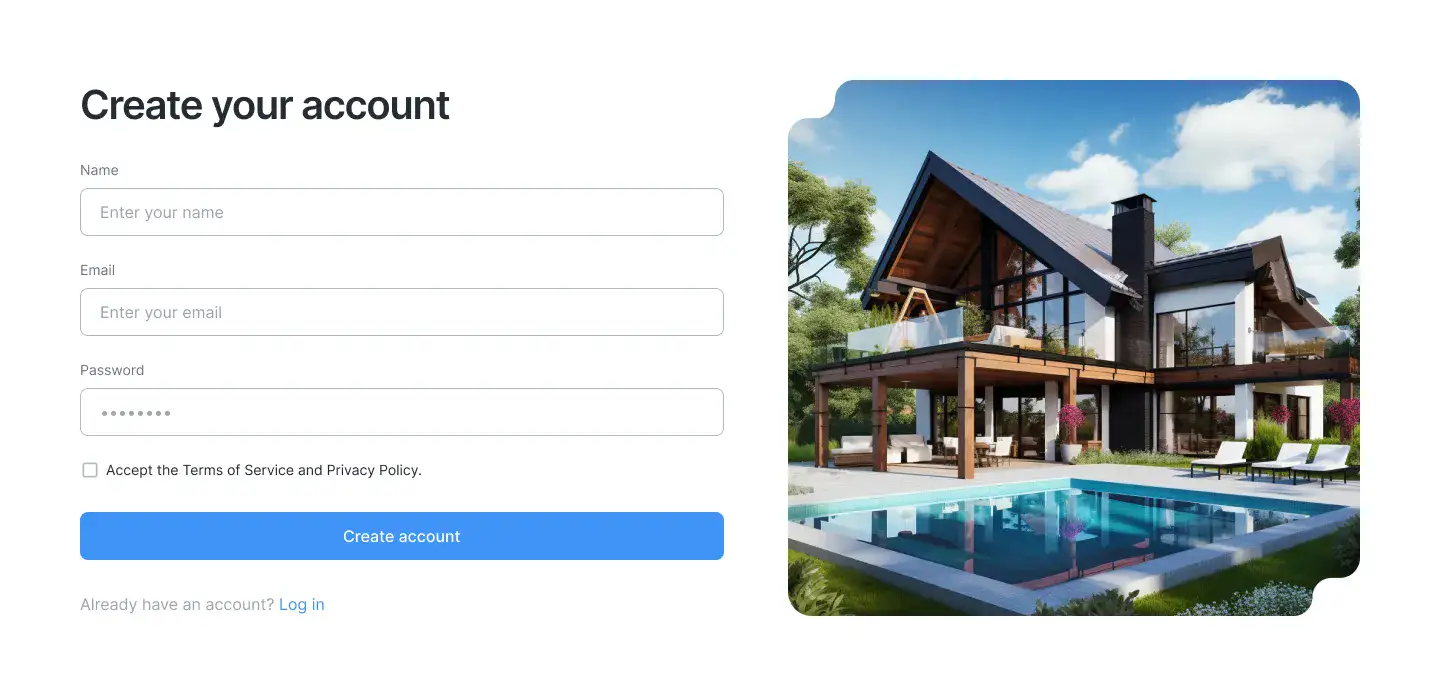 Create your account
Name
Enter your name
Email
Enter your email
Password
••••••••
Accept the Terms of Service and Privacy Policy.
Create account
Already have an account? Log in